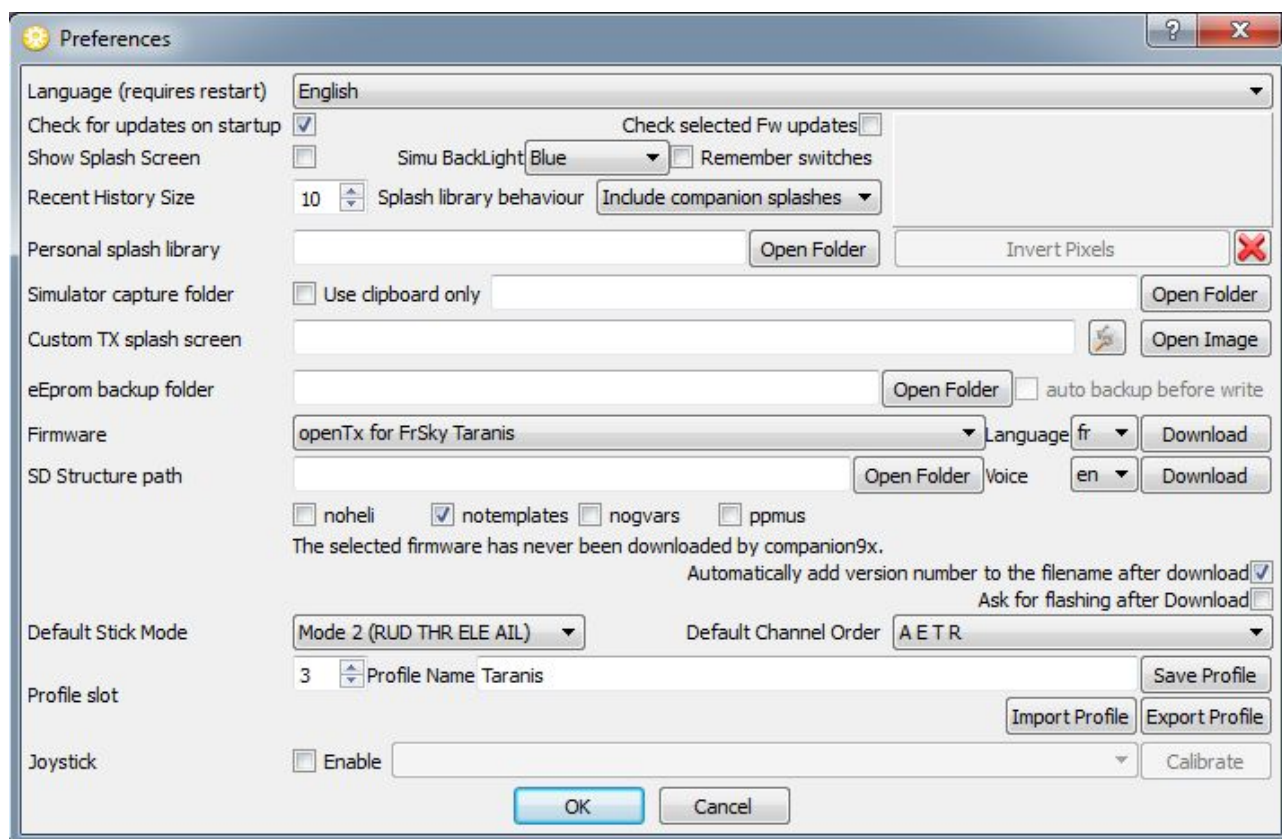 Preferences
Language (requires restart) English
Check for updates on startup Check selected Fw updates
Show Splash Screen Simu BackLight Blue Remember switches
Recent History Size 10 Splash library behaviour Include companion splashes
Personal splash library Open Folder Invert Pixels
Simulator capture folder Use clipboard only Open Folder
Custom TX splash screen Open Image
eEprom backup folder Open Folder auto backup before write
Firmware openTx for FrSky Taranis Language fr Download
SD Structure path Open Folder Voice en Download
noheli notemplates nogvars ppmus
The selected firmware has never been downloaded by companion9x.
Automatically add version number to the filename after download
Ask for flashing after Download
Default Stick Mode Mode 2 (RUD THR ELE AIL) Default Channel Order A E T R
Profile slot 3 Profile Name Taranis Save Profile
Import Profile Export Profile
Joystick Enable Calibrate
OK Cancel